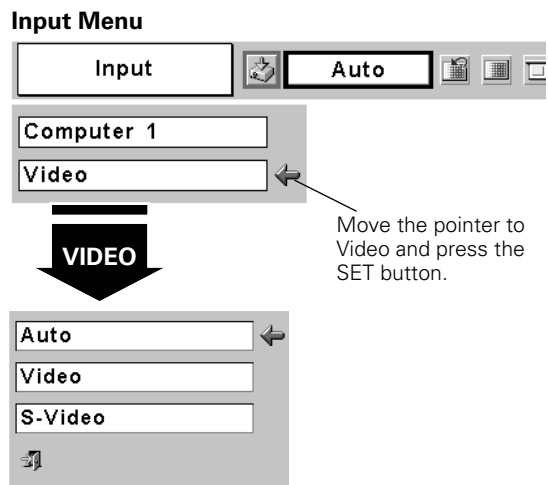 Input Menu
Input
Auto
Computer 1
Video
Move the pointer to
Video and press the
SET button.
VIDEO
Auto
Video
S-Video